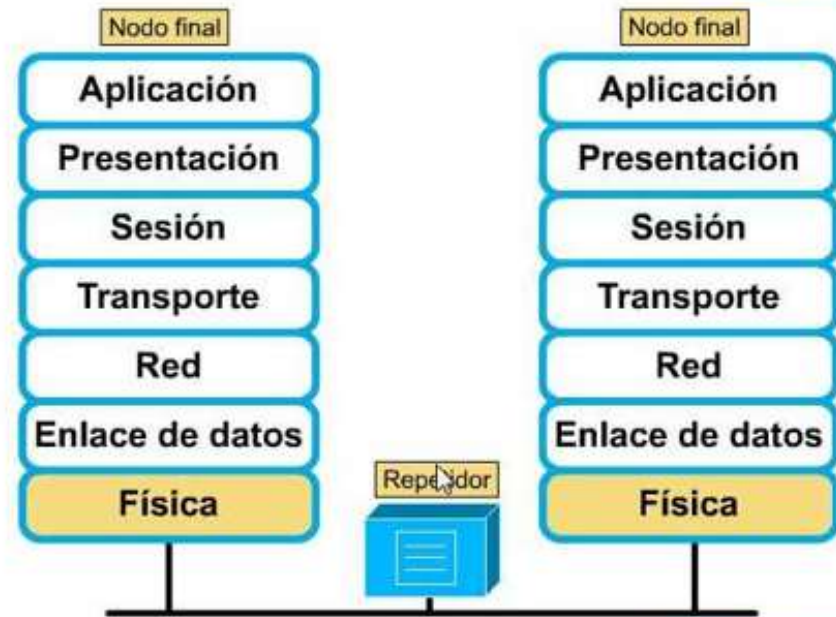 Nodo final
Aplicación
Presentación
Sesión
Transporte
Red
Enlace de datos
Física
Repetidor
Nodo final
Aplicación
Presentación
Sesión
Transporte
Red
Enlace de datos
Física